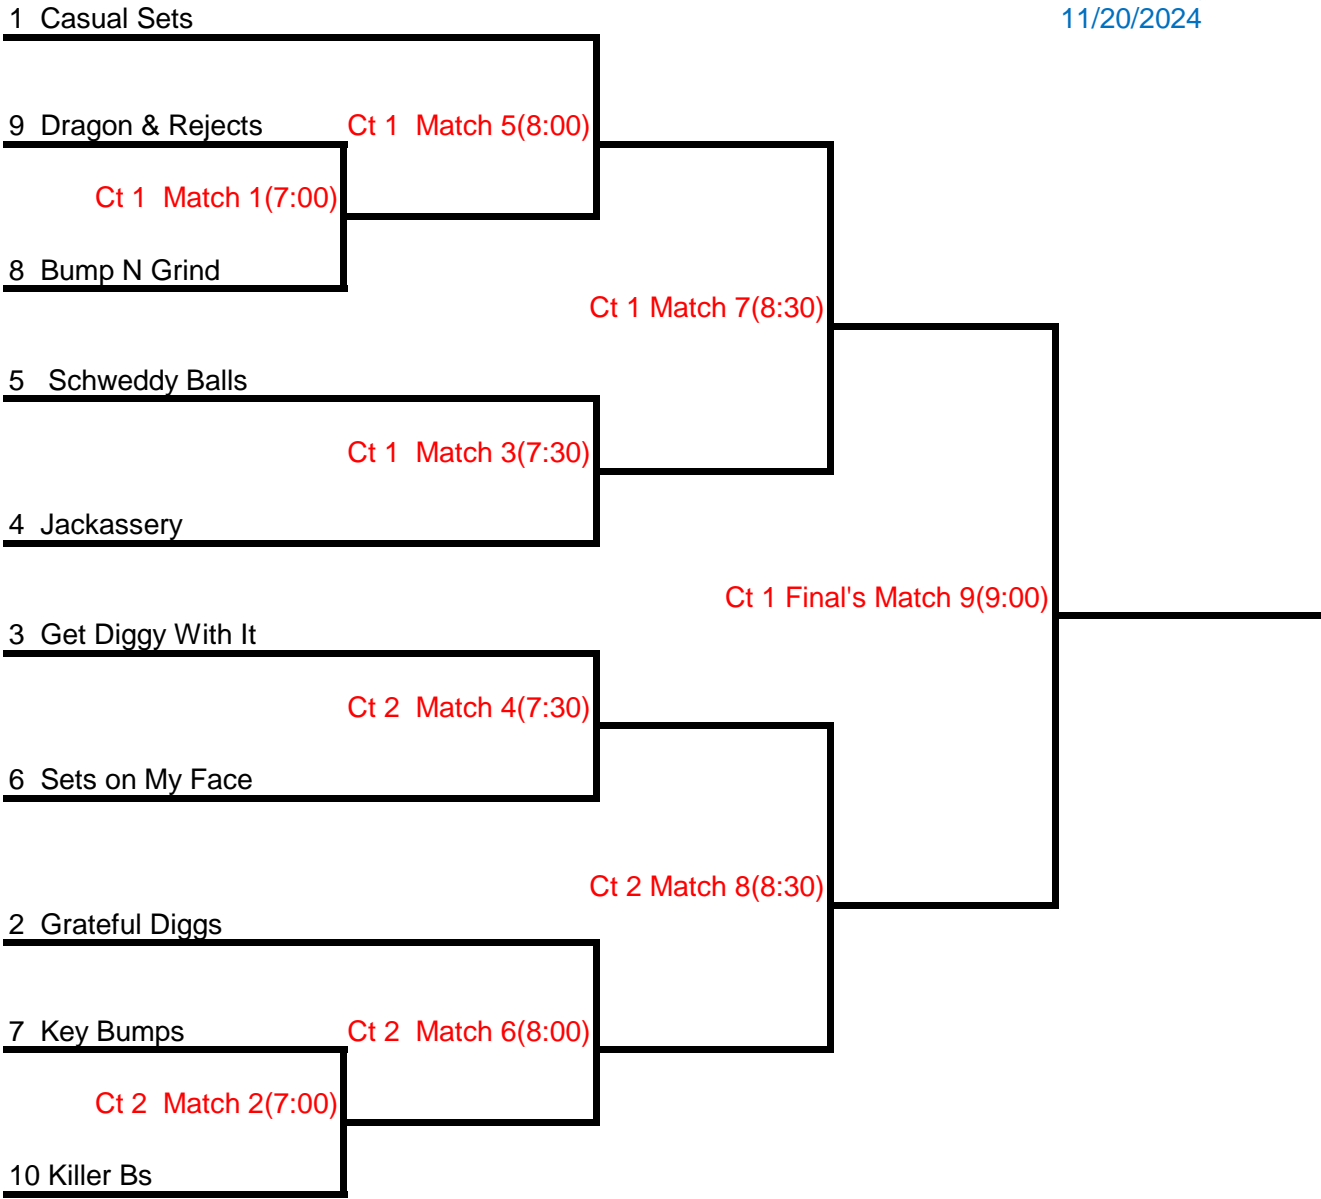 1  Casual Sets
11/20/2024
9  Dragon & Rejects
Ct 1  Match 5(8:00)
Ct 1  Match 1(7:00)
8  Bump N Grind
Ct 1 Match 7(8:30)
5   Schweddy Balls
Ct 1  Match 3(7:30)
4  Jackassery
Ct 1 Final's Match 9(9:00)
3  Get Diggy With It
Ct 2  Match 4(7:30)
6  Sets on My Face
Ct 2 Match 8(8:30)
2  Grateful Diggs
7  Key Bumps
Ct 2  Match 6(8:00)
Ct 2  Match 2(7:00)
10 Killer Bs